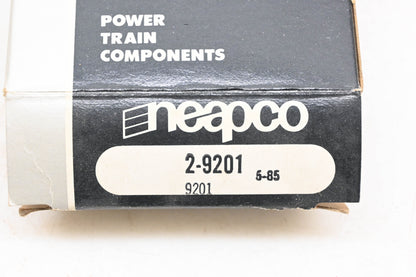 POWER
TRAIN
COMPONENTS
neapco
2-9201 5-85
9201